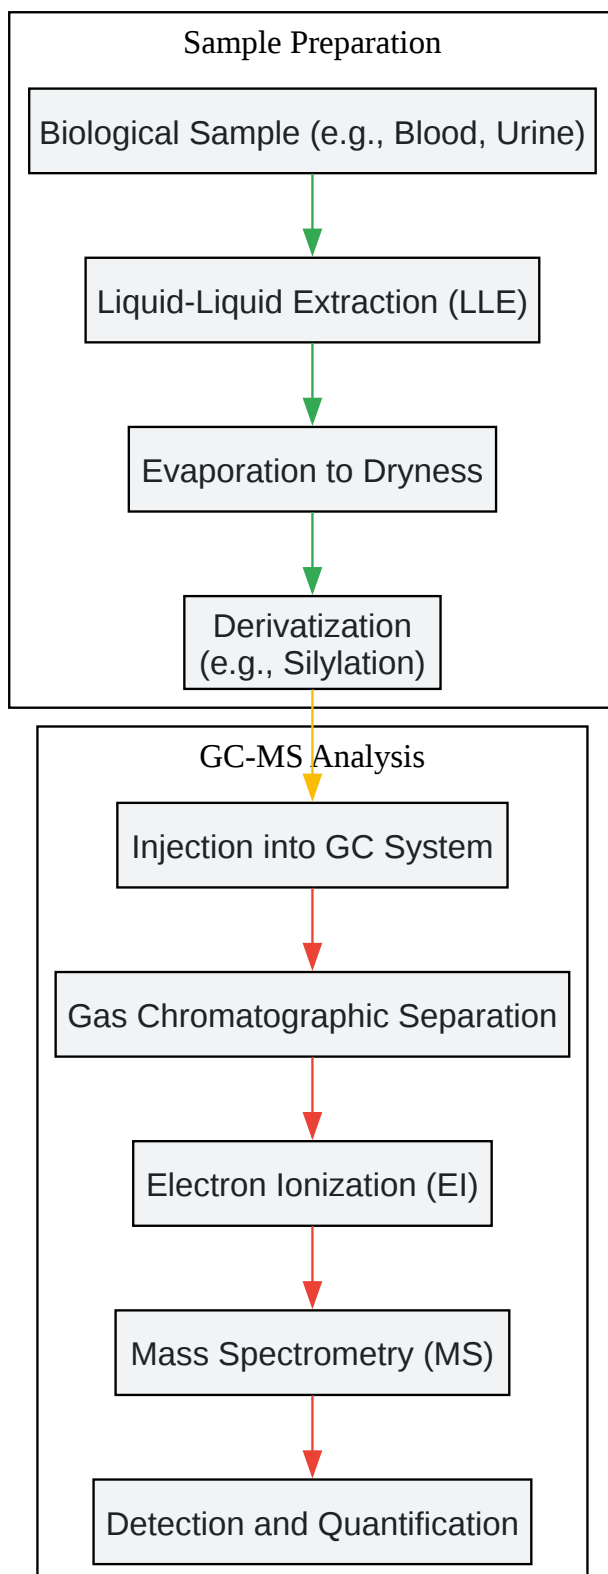 Sample Preparation
Biological Sample (e.g., Blood, Urine)
Liquid-Liquid Extraction (LLE)
Evaporation to Dryness
Derivatization
(e.g., Silylation)
GC-MS Analysis
Injection into GC System
Gas Chromatographic Separation
Electron Ionization (EI)
Mass Spectrometry (MS)
Detection and Quantification